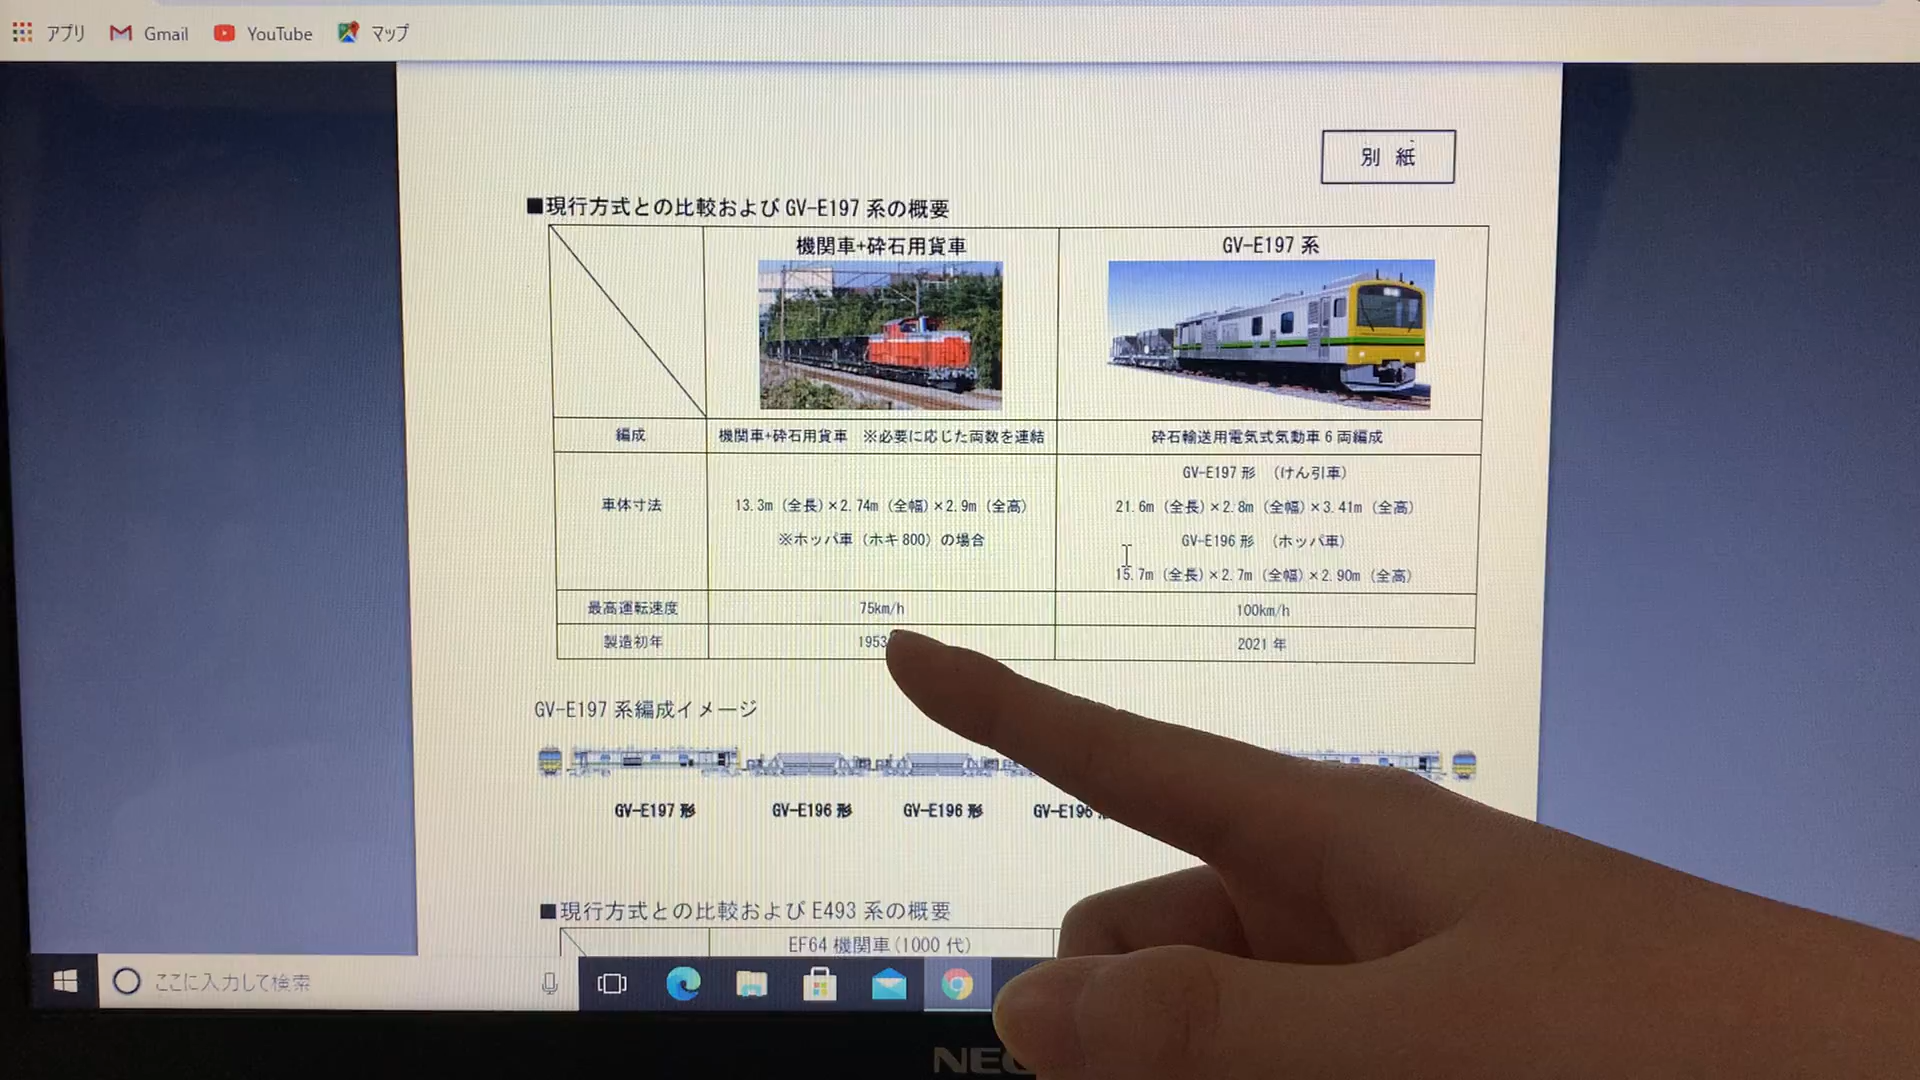 アプリ Gmail YouTube マップ
別 紙
■現行方式との比較および GV-E197 系の概要
機関車+砕石用貨車
GV-E197 系
編成
機関車+砕石用貨車 ※必要に応じた両数を連結
砕石輸送用電気式気動車 6 両編成
車体寸法
13.3m (全長)×2.74m (全幅)×2.9m (全高)
※ホッパ車(ホキ 800)の場合
GV-E197 形 (けん引車)
21.6m (全長)×2.8m (全幅)×3.41m (全高)
GV-E196 形 (ホッパ車)
15.7m (全長)×2.7m (全幅)×2.90m (全高)
最高運転速度
75km/h
100km/h
製造初年
1953
2021 年
GV-E197 系編成イメージ
GV-E197 形 GV-E196 形 GV-E196 形 GV-E196
■現行方式との比較および E493 系の概要
EF64 機関車(1000 代)
ここに入力して検索
NEC